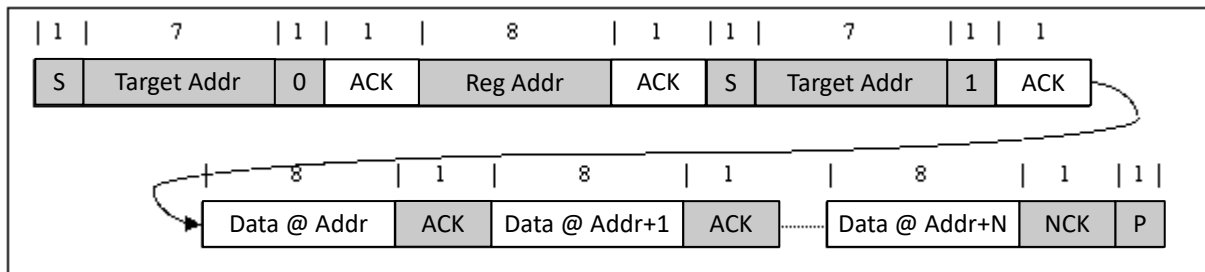 | 1 | 7 | 1 | 1 | 8 | 1 | 1 | 7 | 1 | 1
S Target Addr 0 ACK Reg Addr ACK S Target Addr 1 ACK
| 8 | 1 | 8 | 1 | 8 | 1 | 1 |
Data @ Addr ACK Data @ Addr+1 ACK Data @ Addr+N NCK P